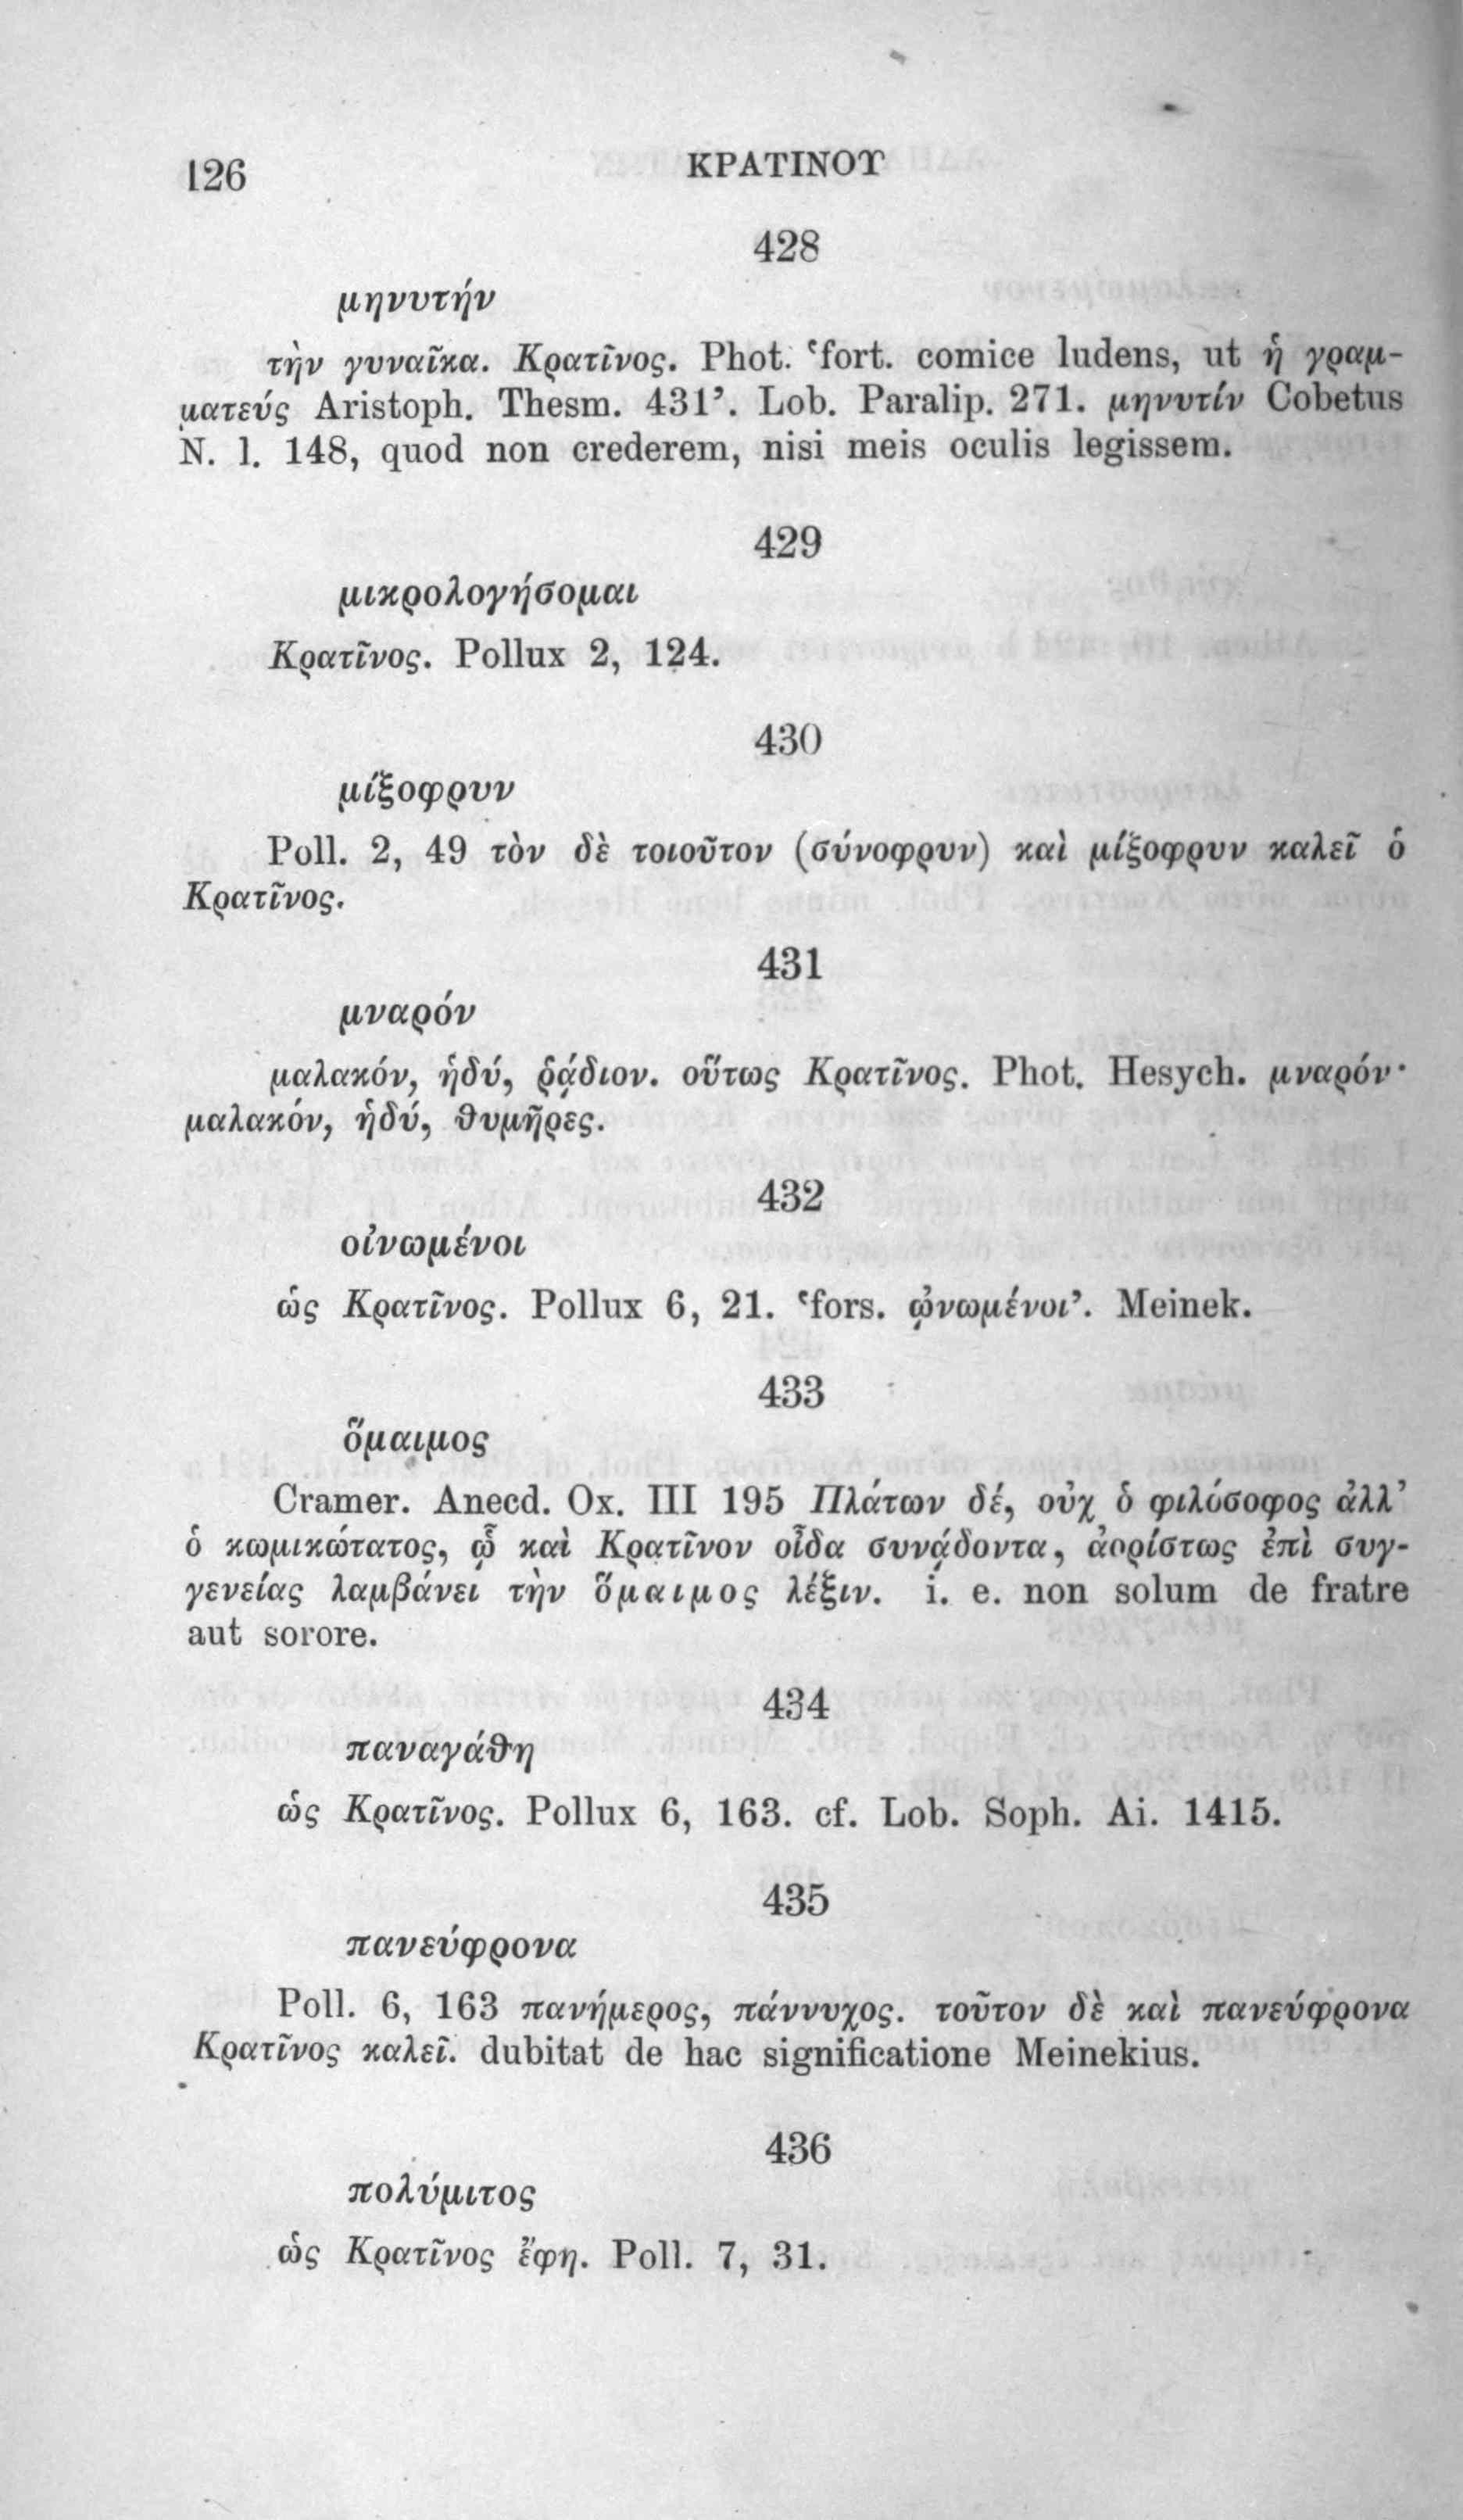 126
ΚΡΑΤΙΝΟΥ
428
μηνυτήν
τὴν γυναῖκα. Κρατῖνος. Phot. ‘fort. comice ludens, ut ἡ γραμ-
ματεύς Aristoph. Thesm. 431’. Lob. Paralip. 271. μηνυτίν Cobetus
N. l. 148, quod non crederem, nisi meis oculis legissem.
429
μικρολογήσομαι
Κρατῖνος. Pollux 2, 124.
430
μίξοφρυν
Poll. 2, 49 τὸν δὲ τοιοῦτον (σύνοφρυν) καὶ μίξοφρυν καλεῖ ὁ
Κρατῖνος.
431
μναρόν
μαλακόν, ἡδύ, ῥᾴδιον. οὕτως Κρατῖνος. Phot. Hesych. μναρόν·
μαλακόν, ἡδύ, θυμῆρες.
432
οἰνωμένοι
ὡς Κρατῖνος. Pollux 6, 21. ‘fors. ᾠνωμένοι’. Meinek.
433
ὅμαιμος
Cramer. Anecd. Ox. III 195 Πλάτων δέ, οὐχ ὁ φιλόσοφος ἀλλ’
ὁ κωμικώτατος, ᾧ καὶ Κρατῖνον οἶδα συνᾴδοντα, ἀορίστως ἐπὶ συγ-
γενείας λαμβάνει τὴν ὅμαιμος λέξιν. i. e. non solum de fratre
aut sorore.
434
παναγάθη
ὡς Κρατῖνος. Pollux 6, 163. cf. Lob. Soph. Ai. 1415.
435
πανεύφρονα
Poll. 6, 163 πανήμερος, πάννυχος. τοῦτον δὲ καὶ πανεύφρονα
Κρατῖνος καλεῖ. dubitat de hac significatione Meinekius.
436
πολύμιτος
ὡς Κρατῖνος ἔφη. Poll. 7, 31.